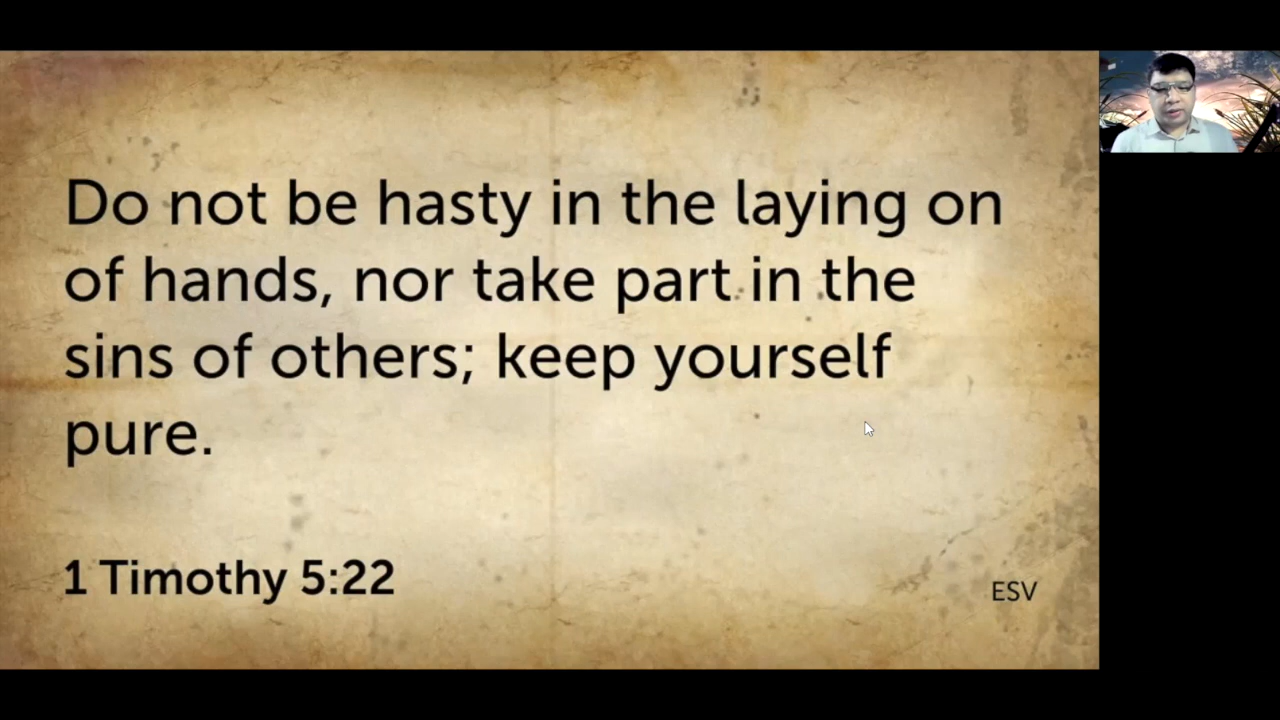 Do not be hasty in the laying on
of hands, nor take part in the
sins of others; keep yourself
pure.
1 Timothy 5:22
ESV